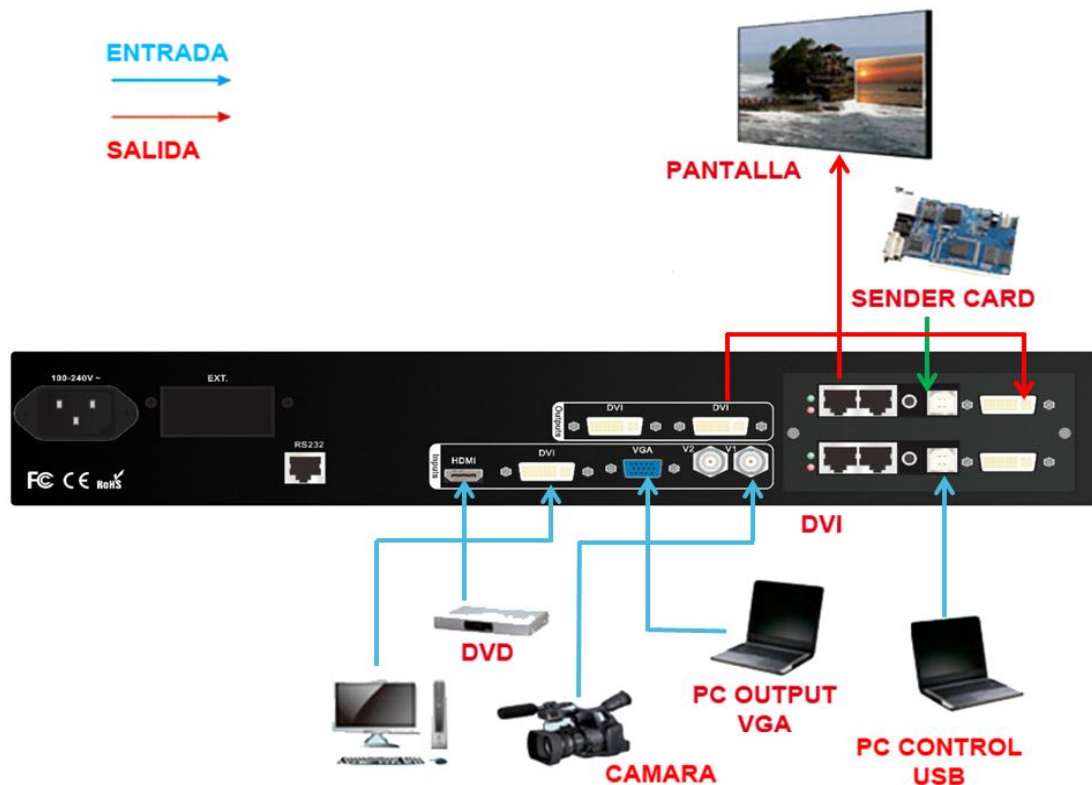 ENTRADA
SALIDA
PANTALLA
SENDER CARD
100-240V ~
EXT.
RS232
Outputs
DVI
DVI
Inputs
HDMI
DVI
VGA
V2
V1
FC CE RoHS
DVI
DVD
CAMARA
PC OUTPUT
VGA
PC CONTROL
USB